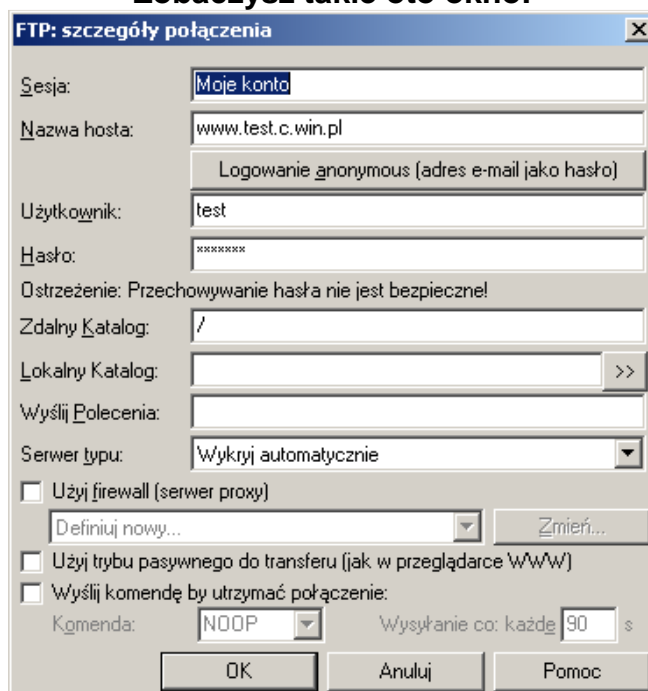 Zobaczysz takie oto okno:
FTP: szczegóły połączenia
Sesja: Moje konto
Nazwa hosta: www.test.c.win.pl
Logowanie anonymous (adres e-mail jako hasło)
Użytkownik: test
Hasło: *******
Ostrzeżenie: Przechowywanie hasła nie jest bezpieczne!
Zdalny Katalog: /
Lokalny Katalog: >>
Wyślij Polecenia:
Serwer typu: Wykryj automatycznie
Użyj firewall (serwer proxy)
Definiuj nowy... Zmień...
Użyj trybu pasywnego do transferu (jak w przeglądarce WWW)
Wyślij komendę by utrzymać połączenie:
Komenda: NOOP Wysyłanie co: każdę 90 s
OK Anuluj Pomoc